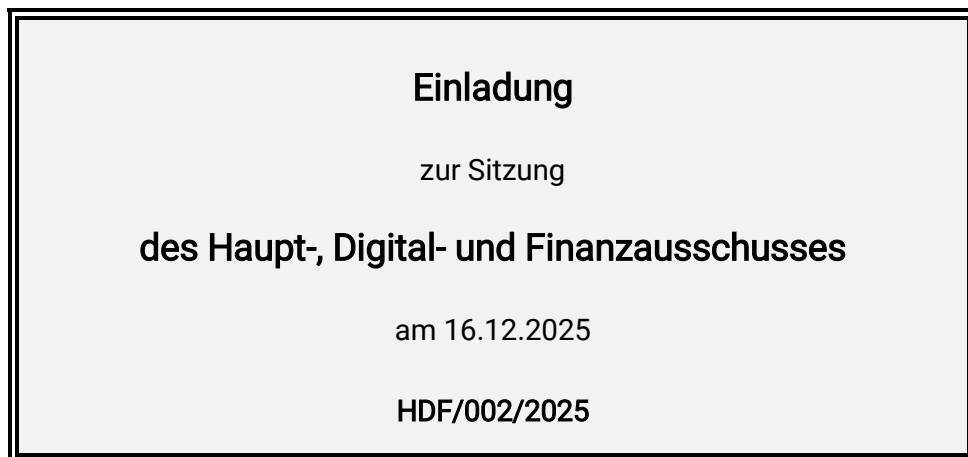 Einladung
zur Sitzung
des Haupt-, Digital- und Finanzausschusses
am 16.12.2025
HDF/002/2025